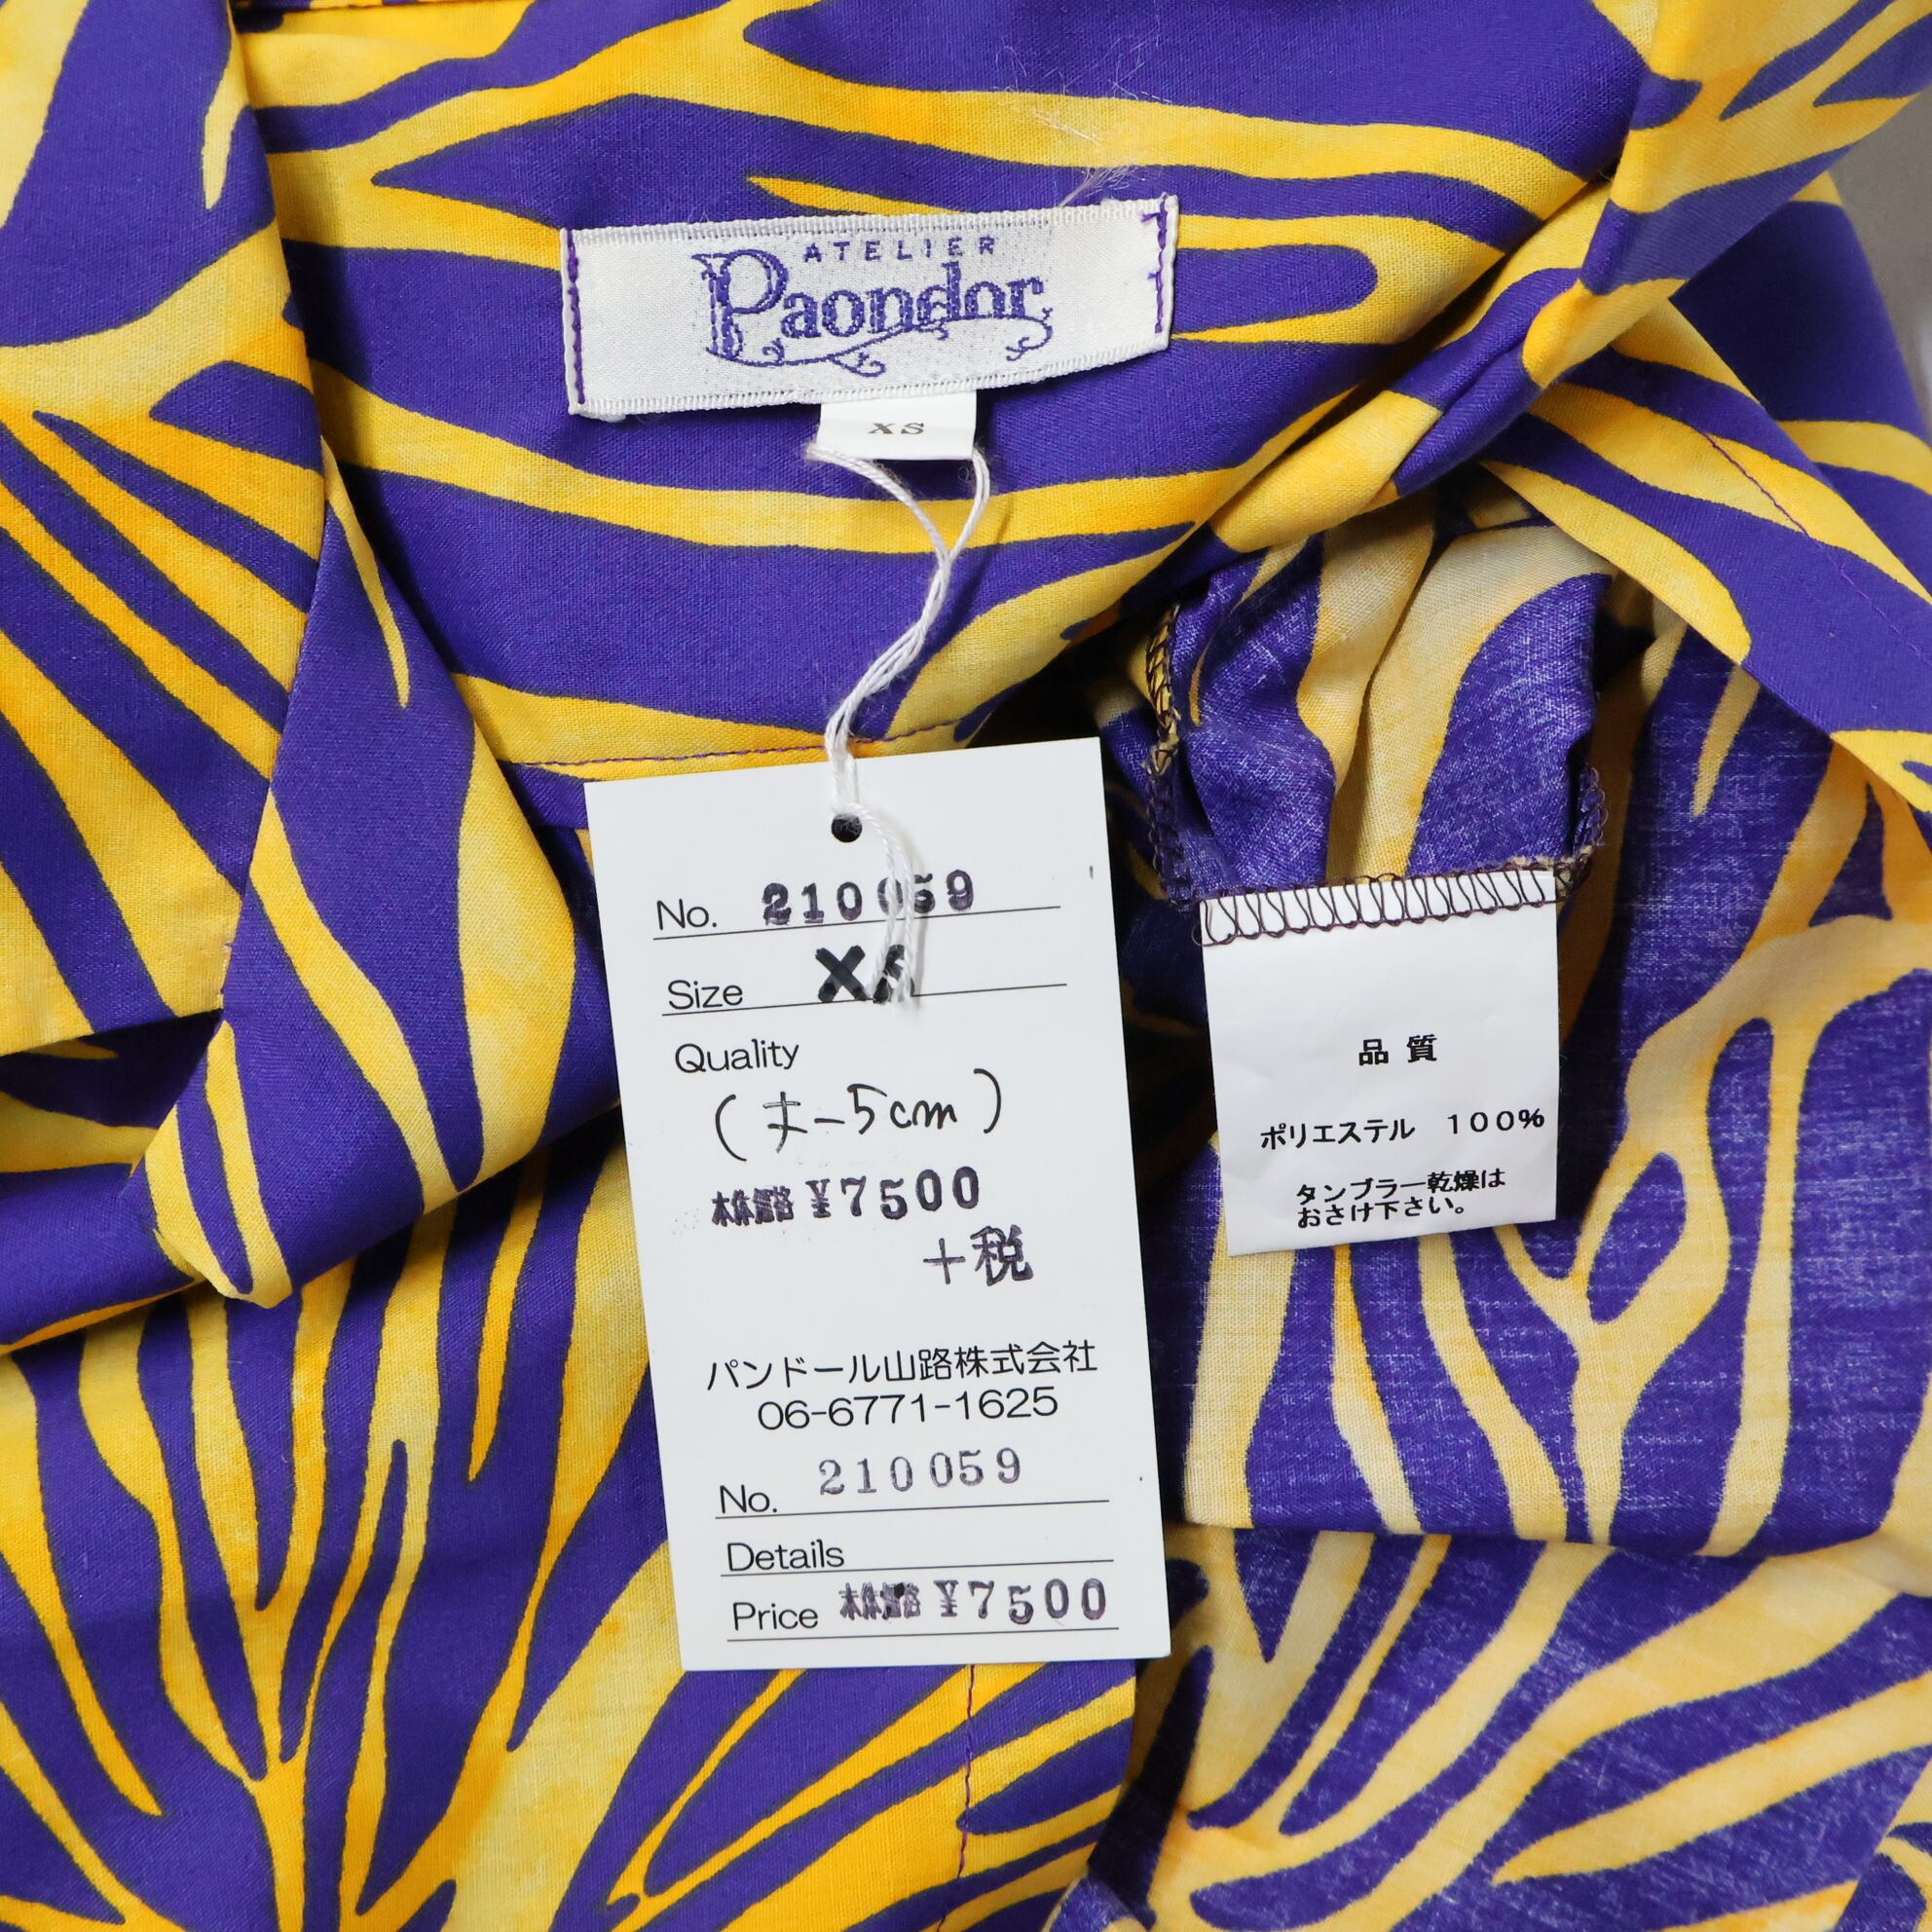 ATELIER
Paondor
XS
No. 210059
Size X
Quality
(丈-5cm)
本体価格 ¥7500
+税
パンドール山路株式会社
06-6771-1625
No. 210059
Details
Price 本体価格 ¥7500
品質
ポリエステル 100%
タンブラー乾燥は
おさけ下さい。